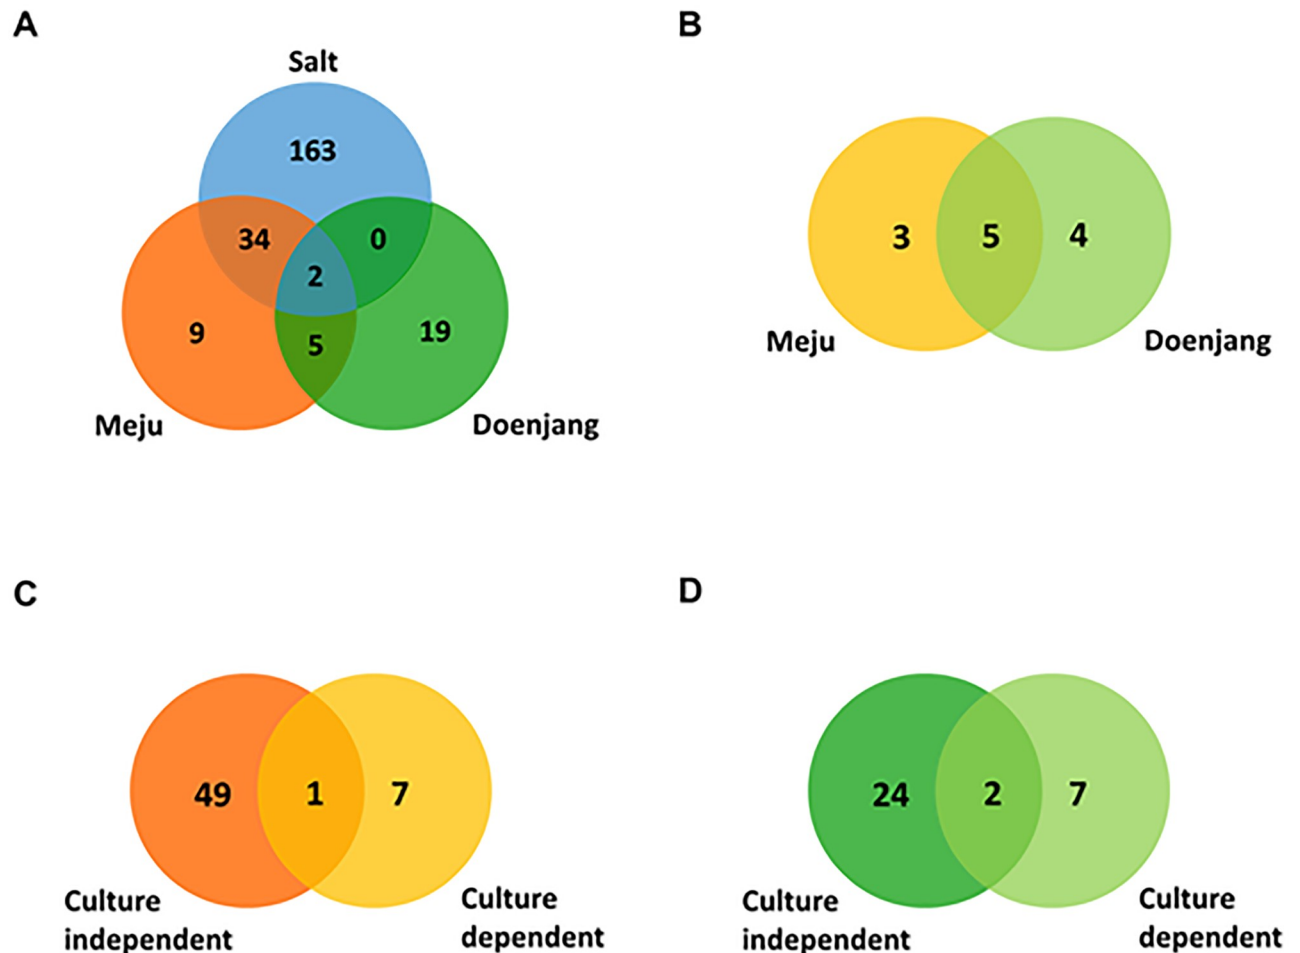 A
Salt
163
34
0
2
9
5
19
Meju
Doenjang
B
3
5
4
Meju
Doenjang
C
49
1
7
Culture
independent
Culture
dependent
D
24
2
7
Culture
independent
Culture
dependent